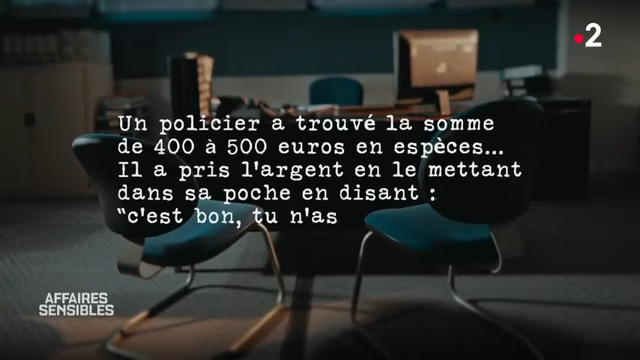 2
Un policier a trouvé la somme
de 400 à 500 euros en espèces...
Il a pris l'argent en le mettant
dans sa poche en disant :
"c'est bon, tu n'as
AFFAIRES
SENSIBLES